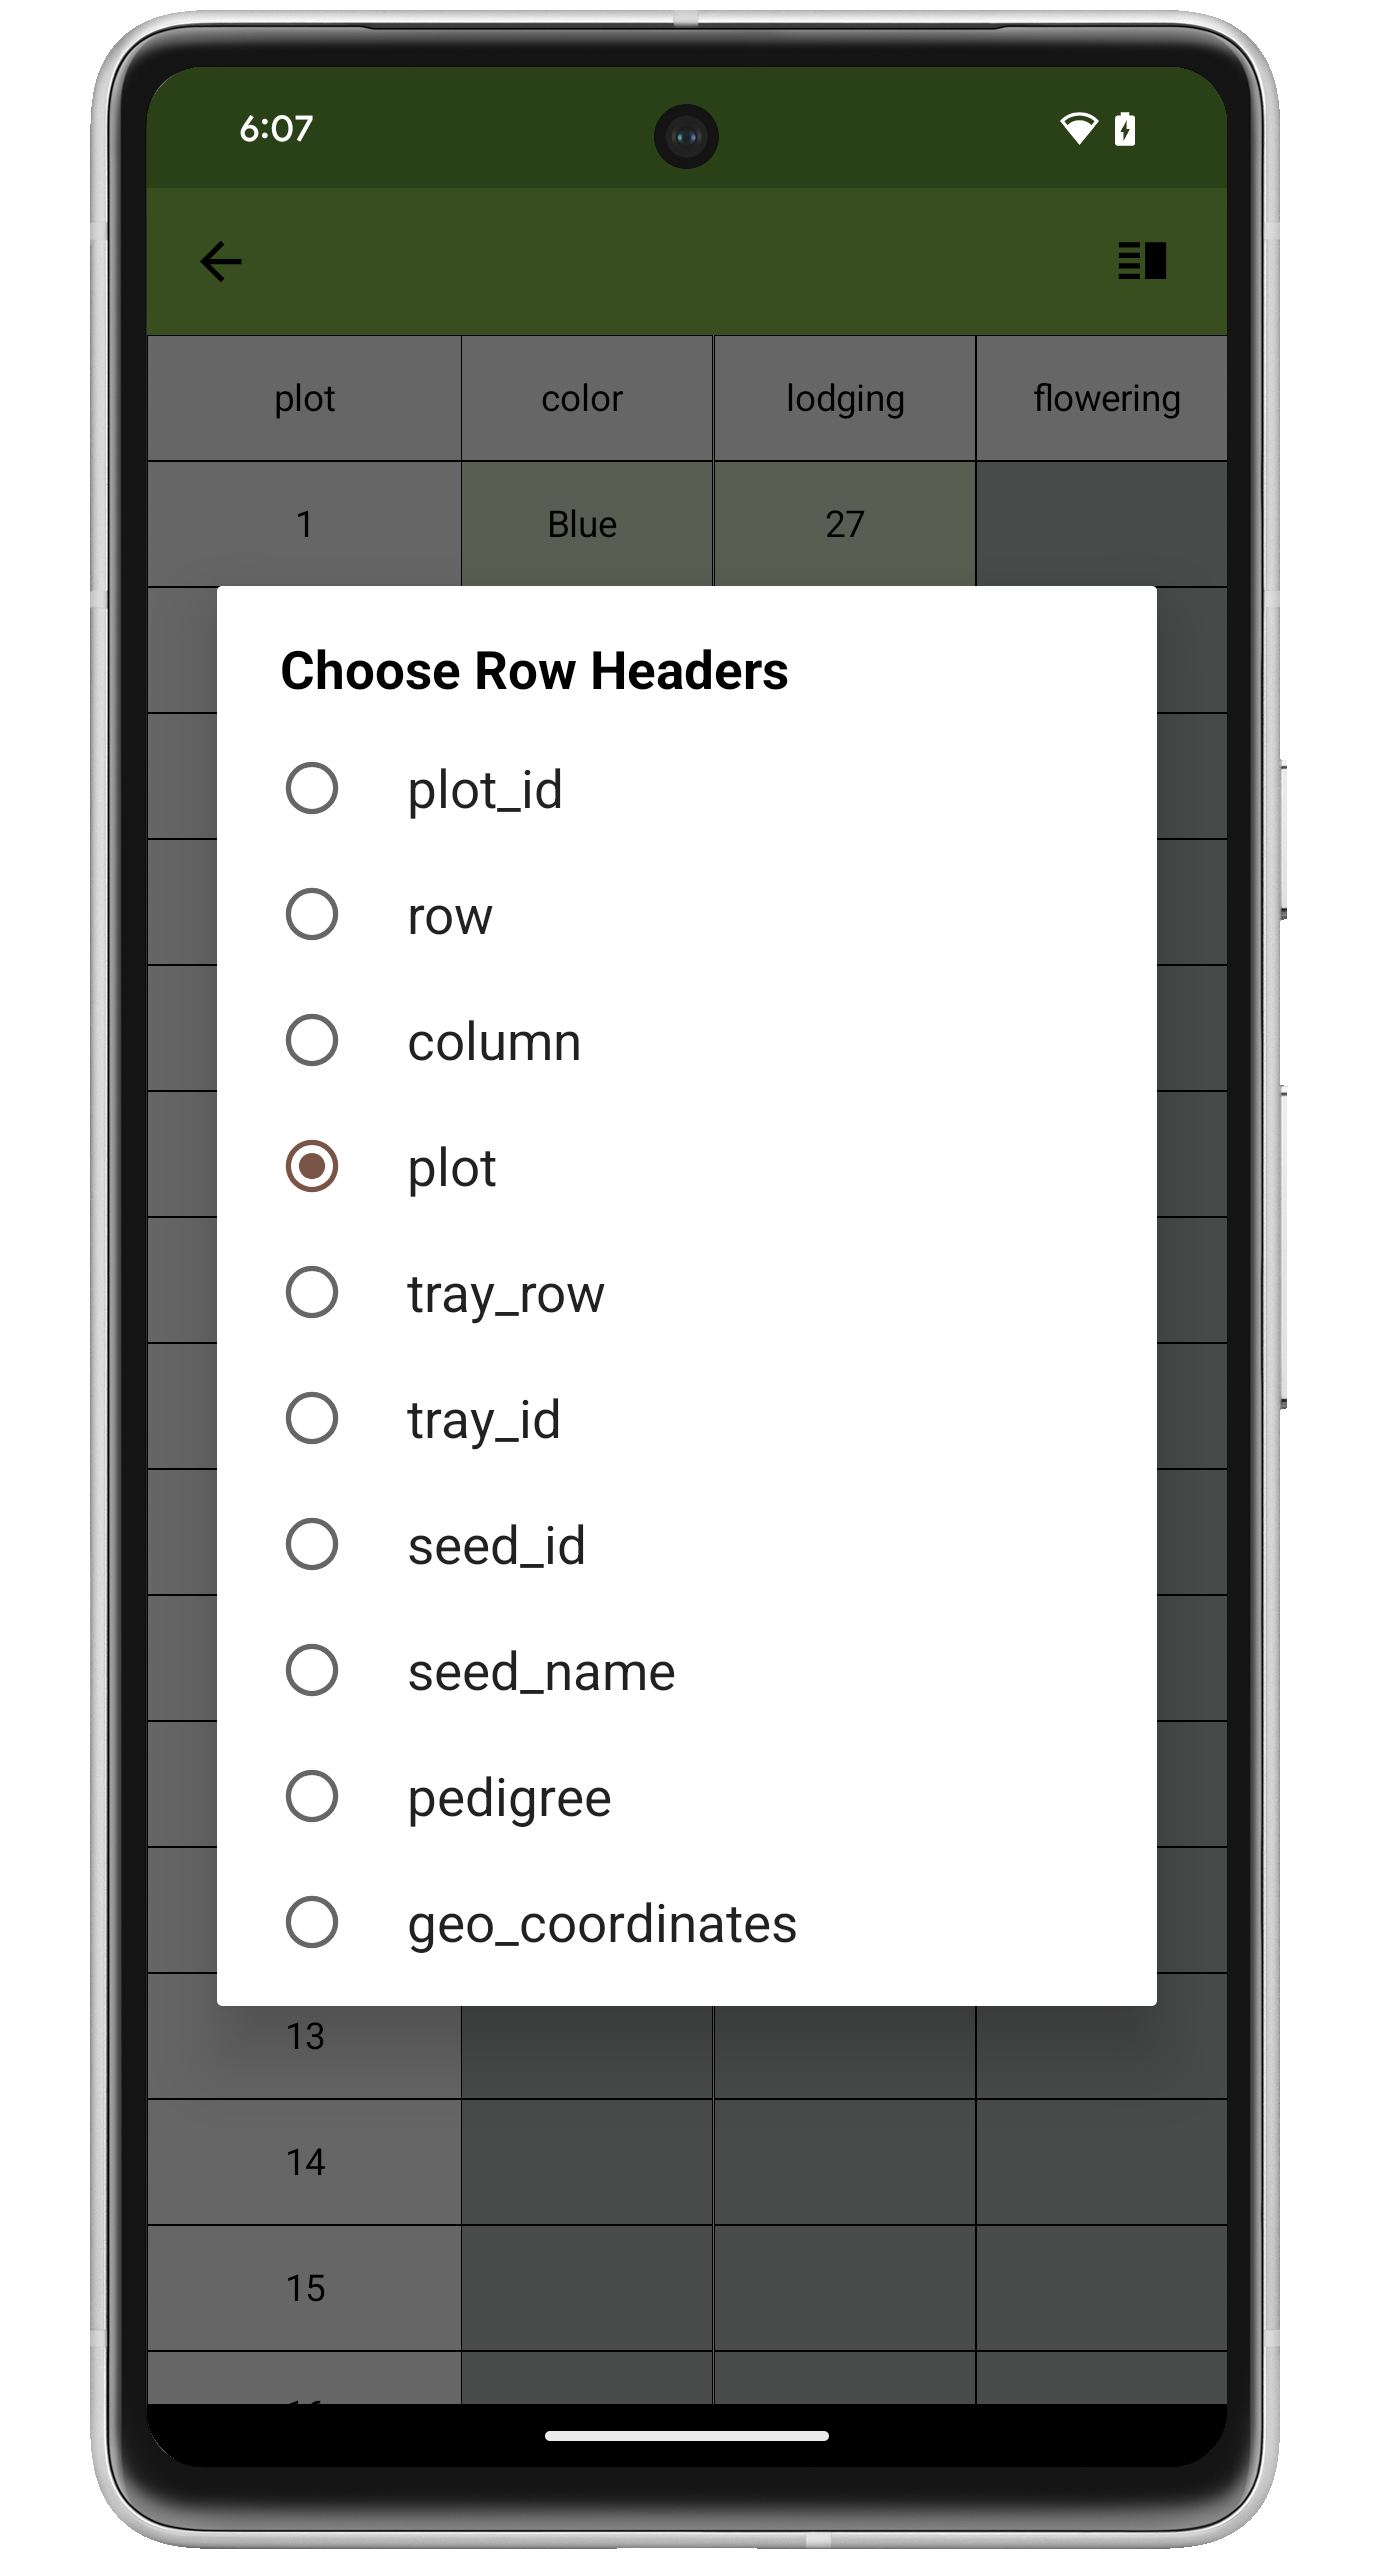 6:07
plot color lodging flowering
1 Blue 27
Choose Row Headers
plot_id
row
column
plot
tray_row
tray_id
seed_id
seed_name
pedigree
geo_coordinates
13
14
15